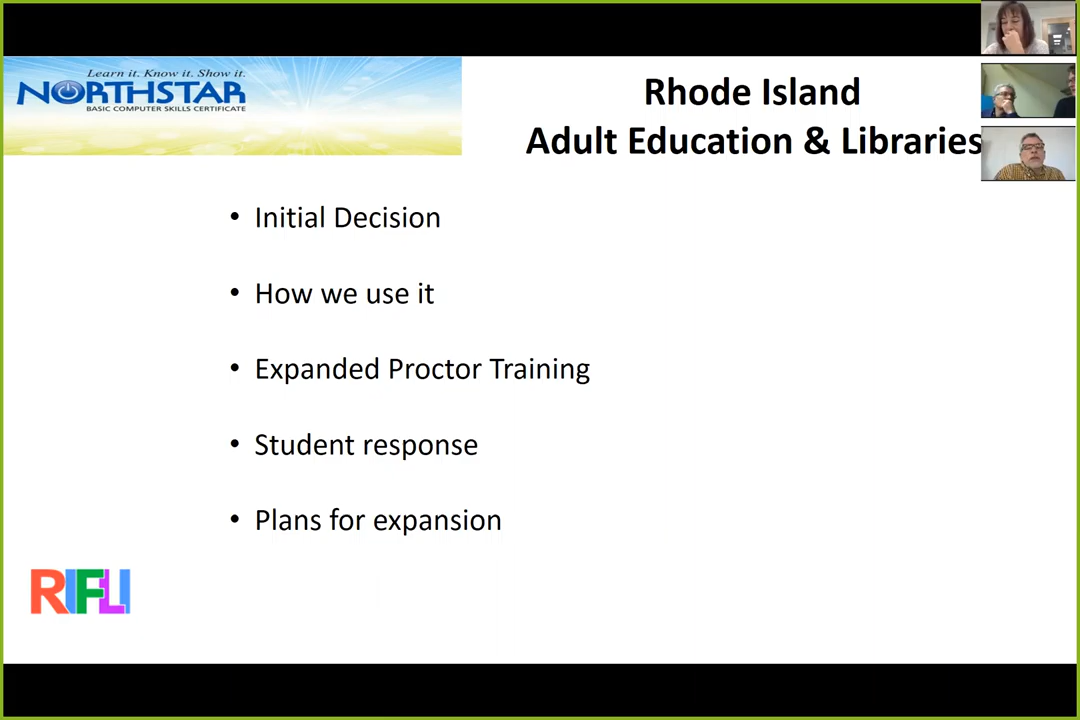 Learn it. Know it. Show it.
NORTHSTAR
BASIC COMPUTER SKILLS CERTIFICATE
Rhode Island
Adult Education & Libraries
• Initial Decision
• How we use it
• Expanded Proctor Training
• Student response
• Plans for expansion
RIFLI